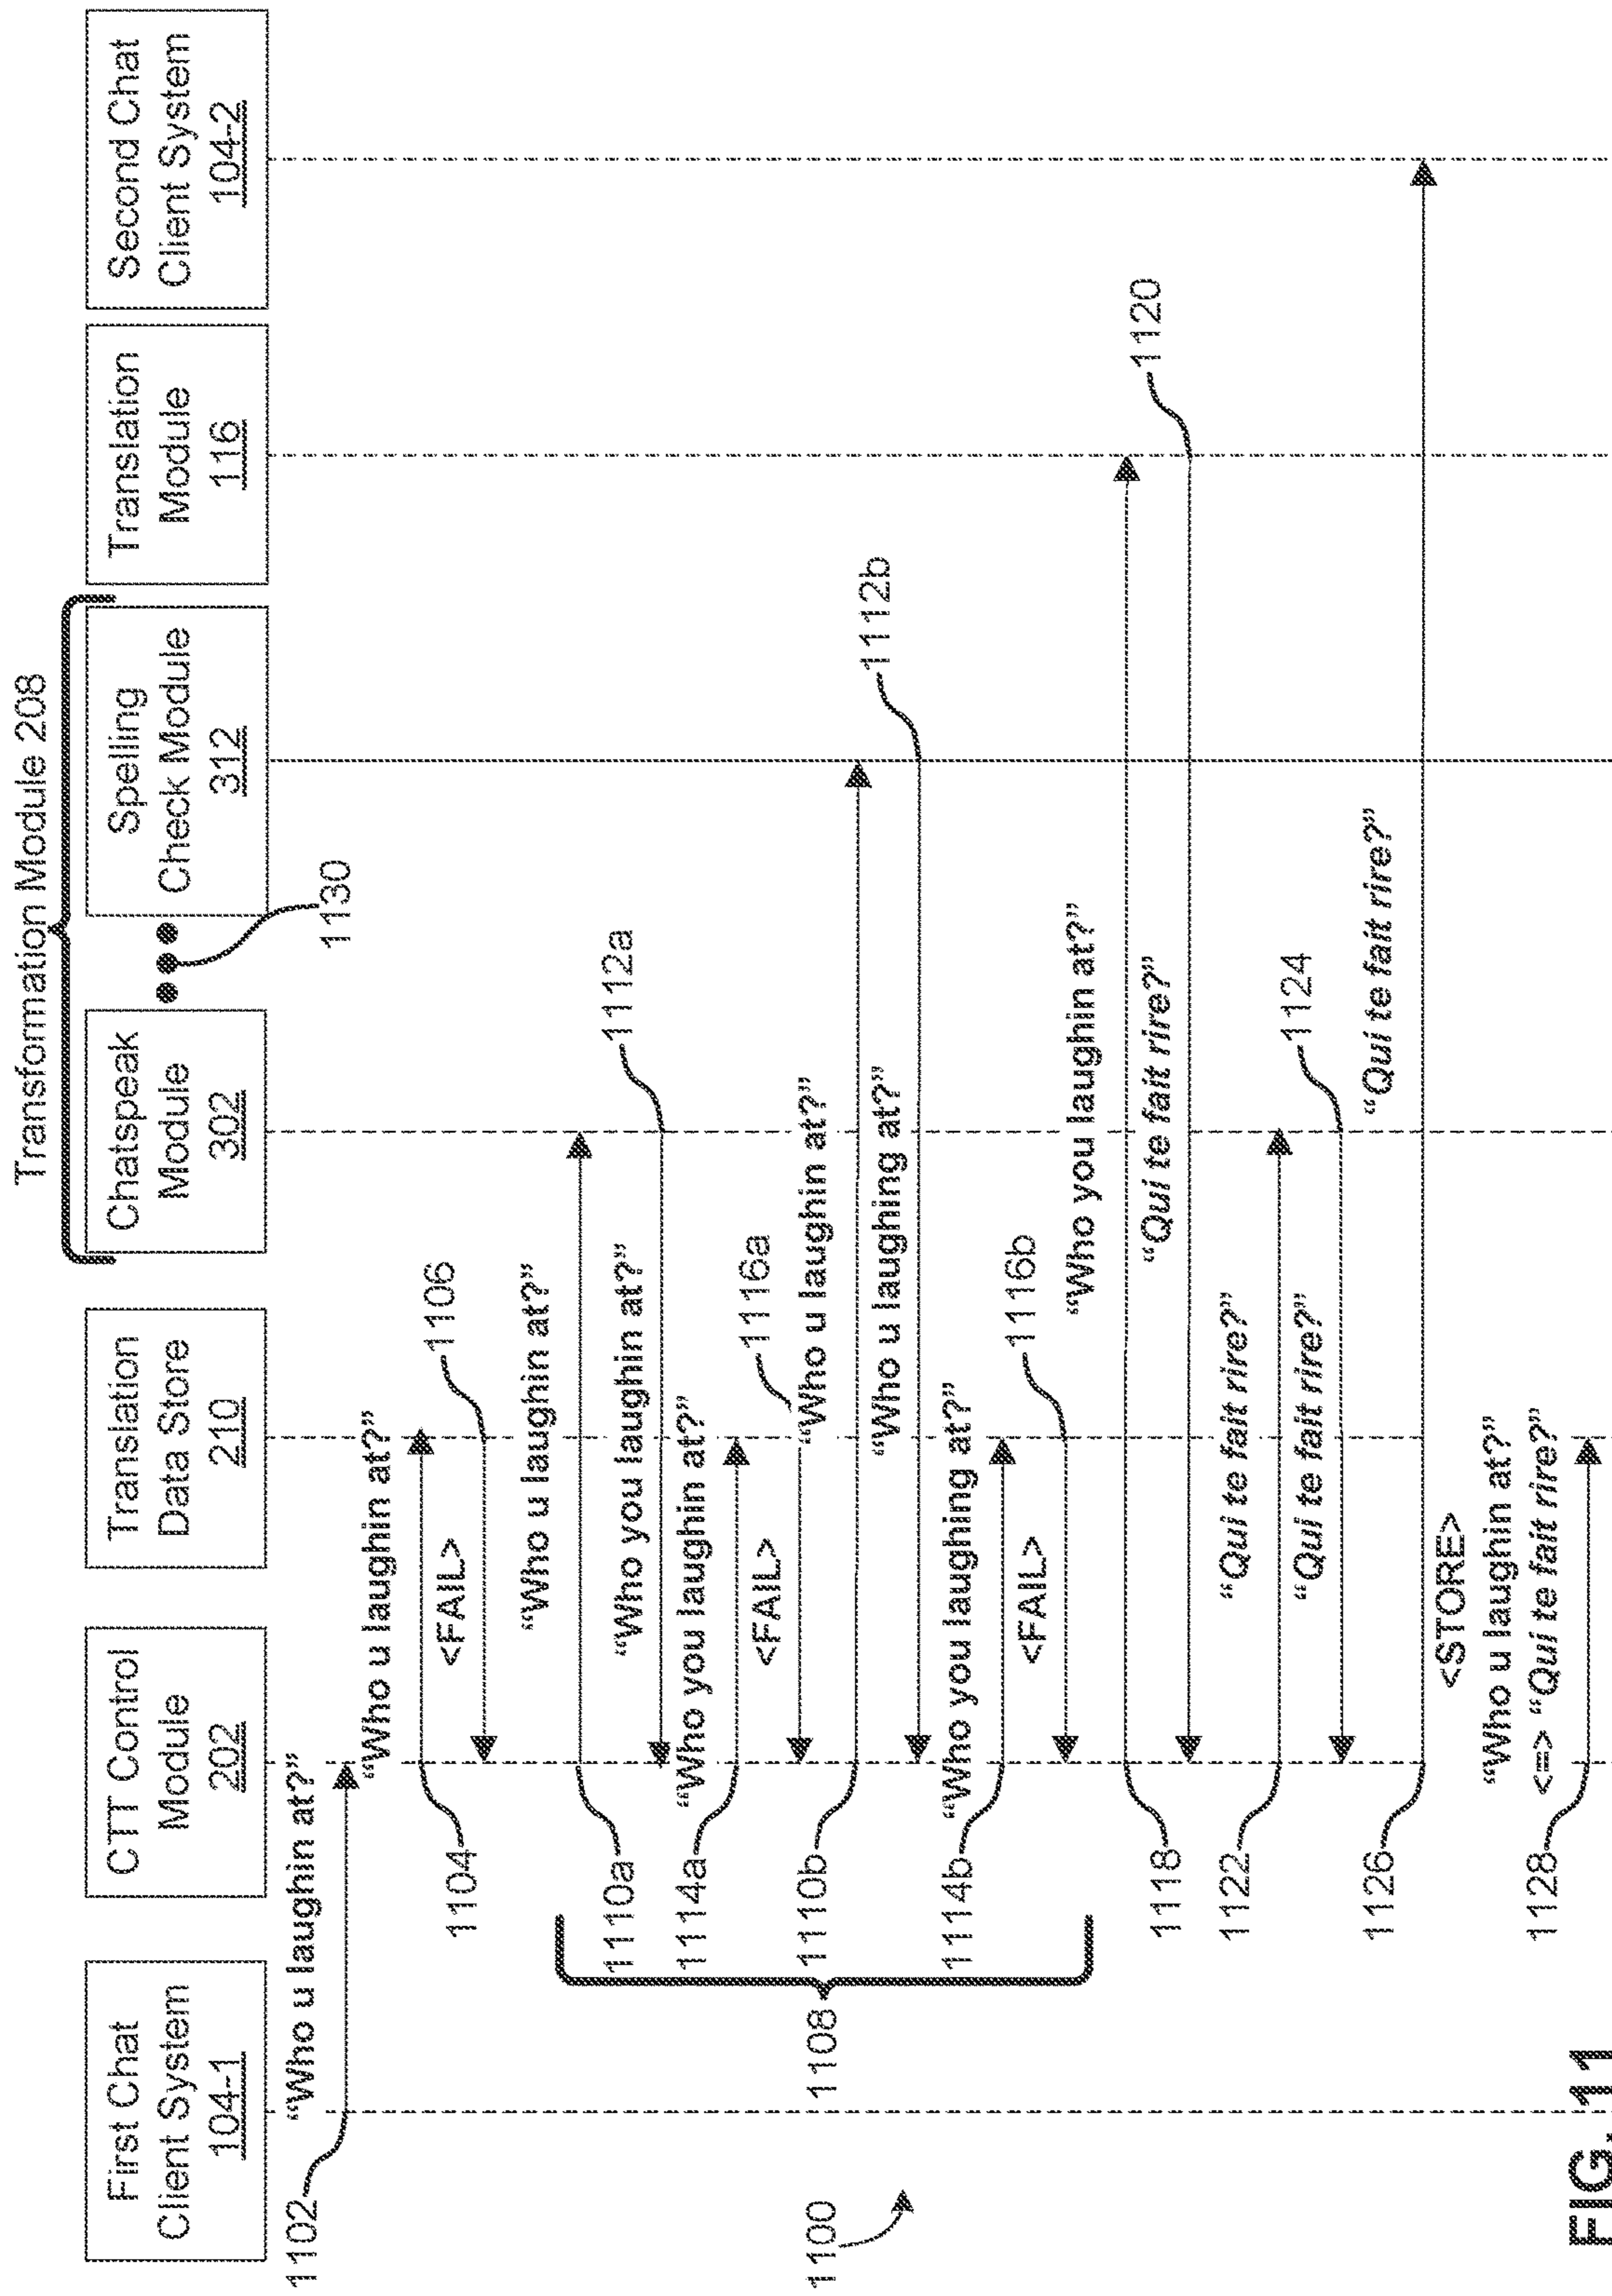 Transformation Module 208
First Chat
Client System
104-1
CTT Control
Module
202
Translation
Data Store
210
Chatspeak
Module
302
1130
Spelling
Check Module
312
Translation
Module
116
Second Chat
Client System
104-2
1102
“Who u laughin at?”
“Who u laughin at?”
1104
1106
<FAIL>
“Who u laughin at?”
1110a
1112a
“Who you laughin at?”
“Who you laughin at?”
1114a
1116a
<FAIL>
“Who u laughin at?”
1110b
1112b
“Who u laughing at?”
“Who you laughing at?”
1114b
1116b
<FAIL>
1108
“Who you laughin at?”
1118
1120
“Qui te fait rire?”
“Qui te fait rire?”
1122
1124
“Qui te fait rire?”
“Qui te fait rire?”
1126
<STORE>
“Who u laughin at?”
<=> “Qui te fait rire?”
1128
1100
FIG. 11